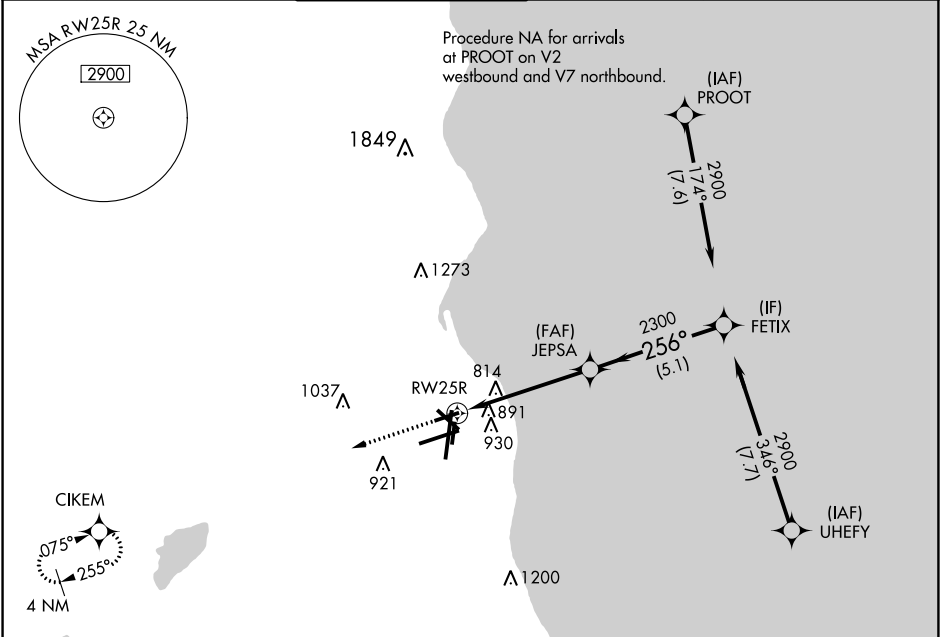 MSA RW25R 25 NM
2900
Procedure NA for arrivals
at PROOT on V2
westbound and V7 northbound.
(IAF)
PROOT
1849
2900
174°
(7.6)
1273
(IF)
FETIX
2300
256°
(5.1)
(FAF)
JEPSA
814
RW25R
1037
891
930
921
2900
346°
(7.7)
(IAF)
UHEFY
CIKEM
075°
255°
4 NM
1200